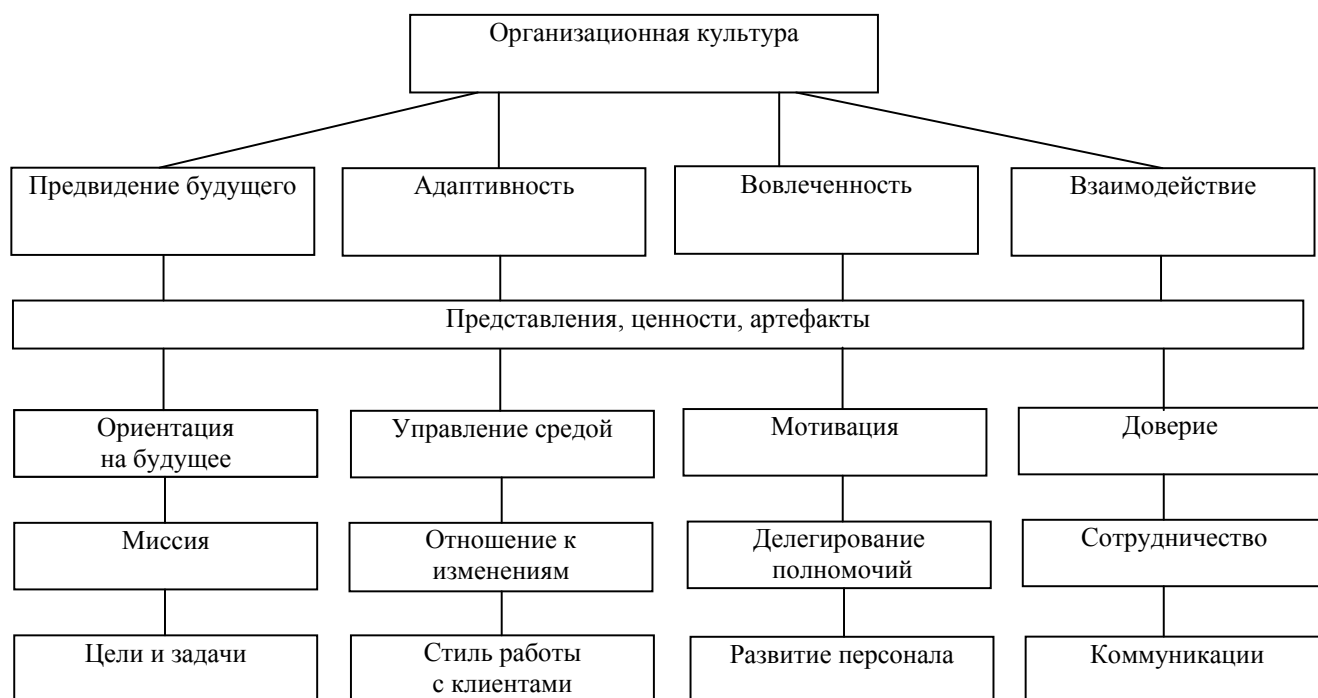 Организационная культура
Предвидение будущего
Адаптивность
Вовлеченность
Взаимодействие
Представления, ценности, артефакты
Ориентация
на будущее
Управление средой
Мотивация
Доверие
Миссия
Отношение к
изменениям
Делегирование
полномочий
Сотрудничество
Цели и задачи
Стиль работы
с клиентами
Развитие персонала
Коммуникации